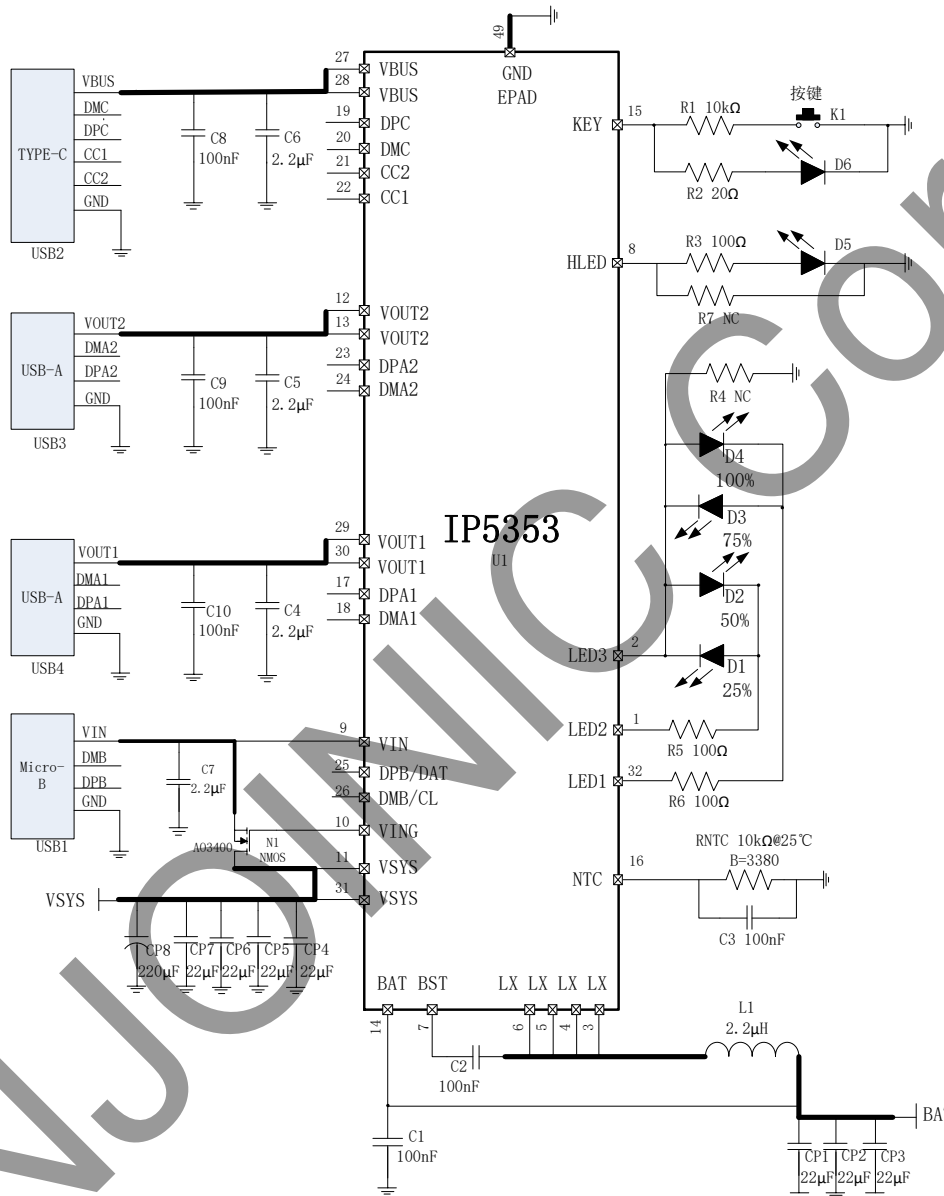 49
GND
EPAD
TYPE-C
VBUS
DMC
DPC
CC1
CC2
GND
USB2
C8
100nF
C6
2.2μF
27
VBUS
28
VBUS
19
DPC
20
DMC
21
CC2
22
CC1
KEY
15
R1 10kΩ
按键
K1
R2 20Ω
D6
HLED
8
R3 100Ω
D5
R7 NC
USB-A
VOUT2
DMA2
DPA2
GND
USB3
C9
100nF
C5
2.2μF
12
VOUT2
13
VOUT2
23
DPA2
24
DMA2
R4 NC
D4
100%
D3
75%
D2
50%
D1
25%
IP5353
U1
USB-A
VOUT1
DMA1
DPA1
GND
USB4
C10
100nF
C4
2.2μF
29
VOUT1
30
VOUT1
17
DPA1
18
DMA1
LED3
2
LED2
1
R5 100Ω
LED1
32
R6 100Ω
Micro-
B
VIN
DMB
DPB
GND
USB1
C7
2.2μF
9
VIN
25
DPB/DAT
26
DMB/CL
10
VING
11
VSYS
31
VSYS
AO3400
N1
NMOS
VSYS
CP8
220μF
CP7
22μF
CP6
22μF
CP5
22μF
CP4
22μF
NTC
16
RNTC 10kΩ@25℃
B=3380
C3 100nF
BAT BST LX LX LX LX
14
7
6
5
4
3
C2
100nF
L1
2.2μH
C1
100nF
BA
CP1
22μF
CP2
22μF
CP3
22μF
NJOINIC Cor